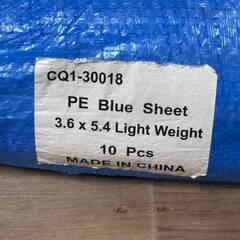 CQ1-30018
PE Blue Sheet
3.6 x 5.4 Light Weight
10 Pcs
MADE IN CHINA